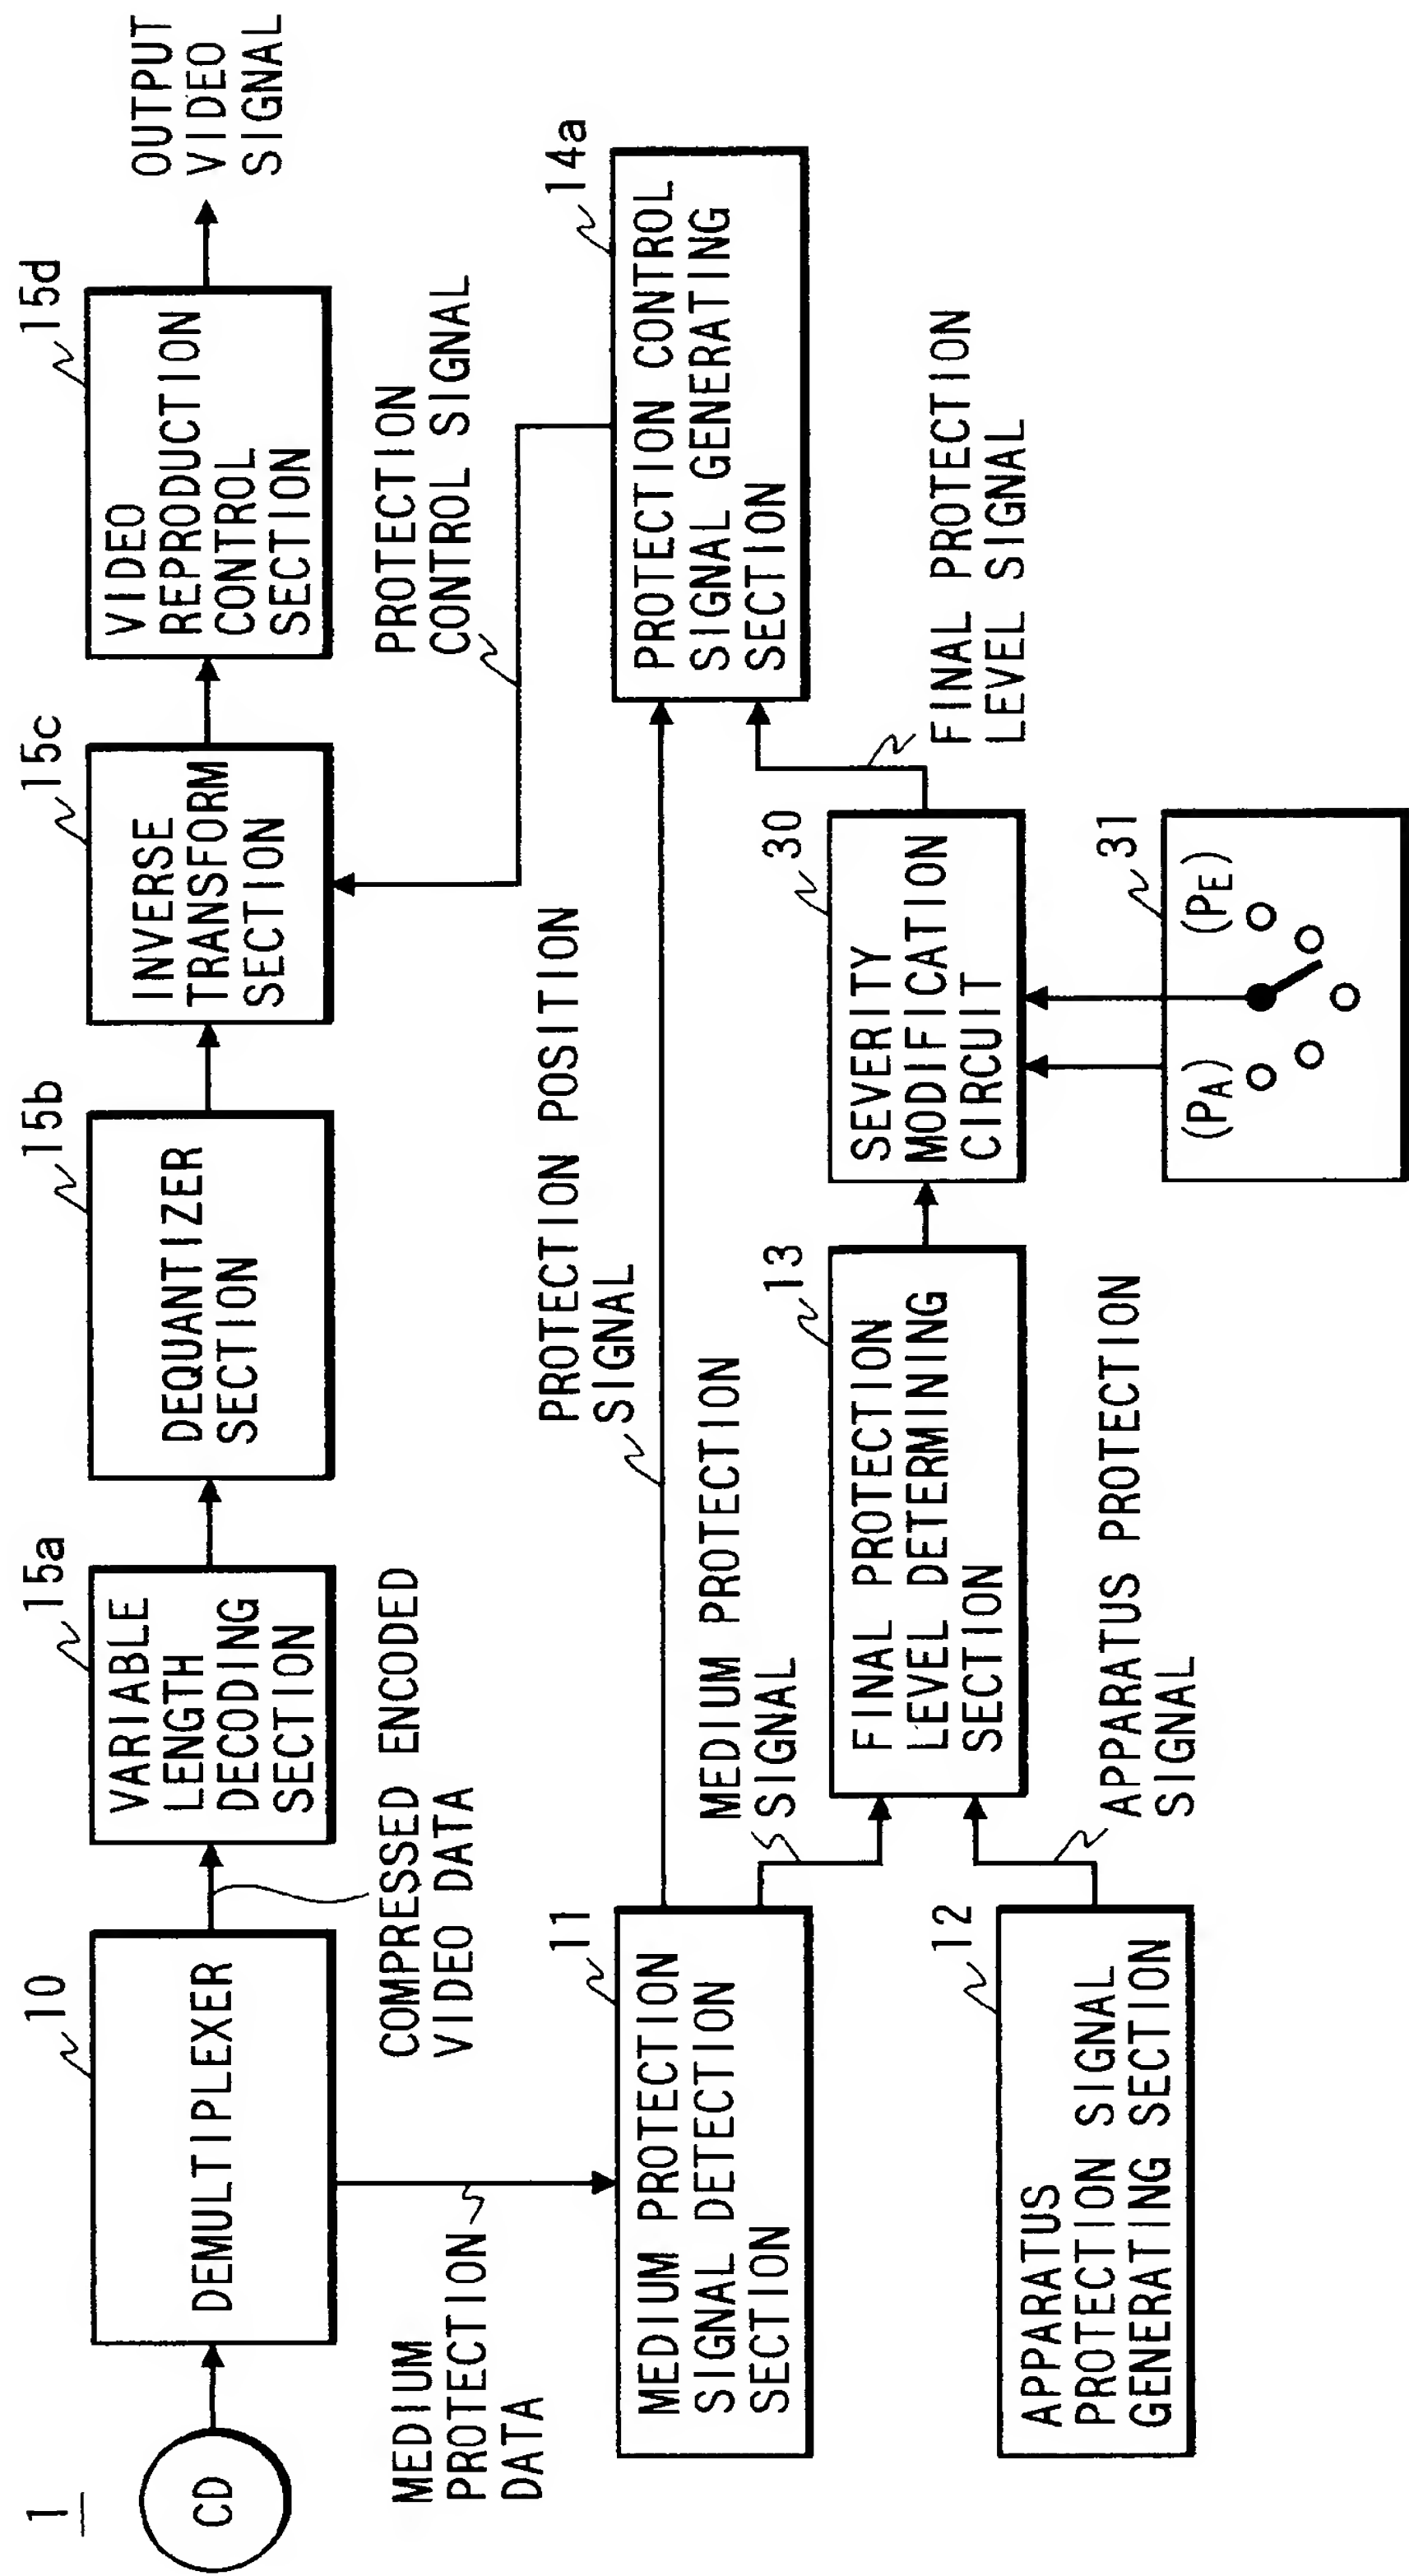 1
CD
10
DEMULTIPLEXER
COMPRESSED ENCODED
VIDEO DATA
15a
VARIABLE
LENGTH
DECODING
SECTION
15b
DEQUANTIZER
SECTION
15c
INVERSE
TRANSFORM
SECTION
15d
VIDEO
REPRODUCTION
CONTROL
SECTION
OUTPUT
VIDEO
SIGNAL
MEDIUM
PROTECTION
DATA
11
MEDIUM PROTECTION
SIGNAL DETECTION
SECTION
PROTECTION POSITION
SIGNAL
PROTECTION
CONTROL SIGNAL
14a
PROTECTION CONTROL
SIGNAL GENERATING
SECTION
MEDIUM PROTECTION
SIGNAL
12
APPARATUS
PROTECTION SIGNAL
GENERATING SECTION
APPARATUS PROTECTION
SIGNAL
13
FINAL PROTECTION
LEVEL DETERMINING
SECTION
30
SEVERITY
MODIFICATION
CIRCUIT
FINAL PROTECTION
LEVEL SIGNAL
31
(PA)
(PE)